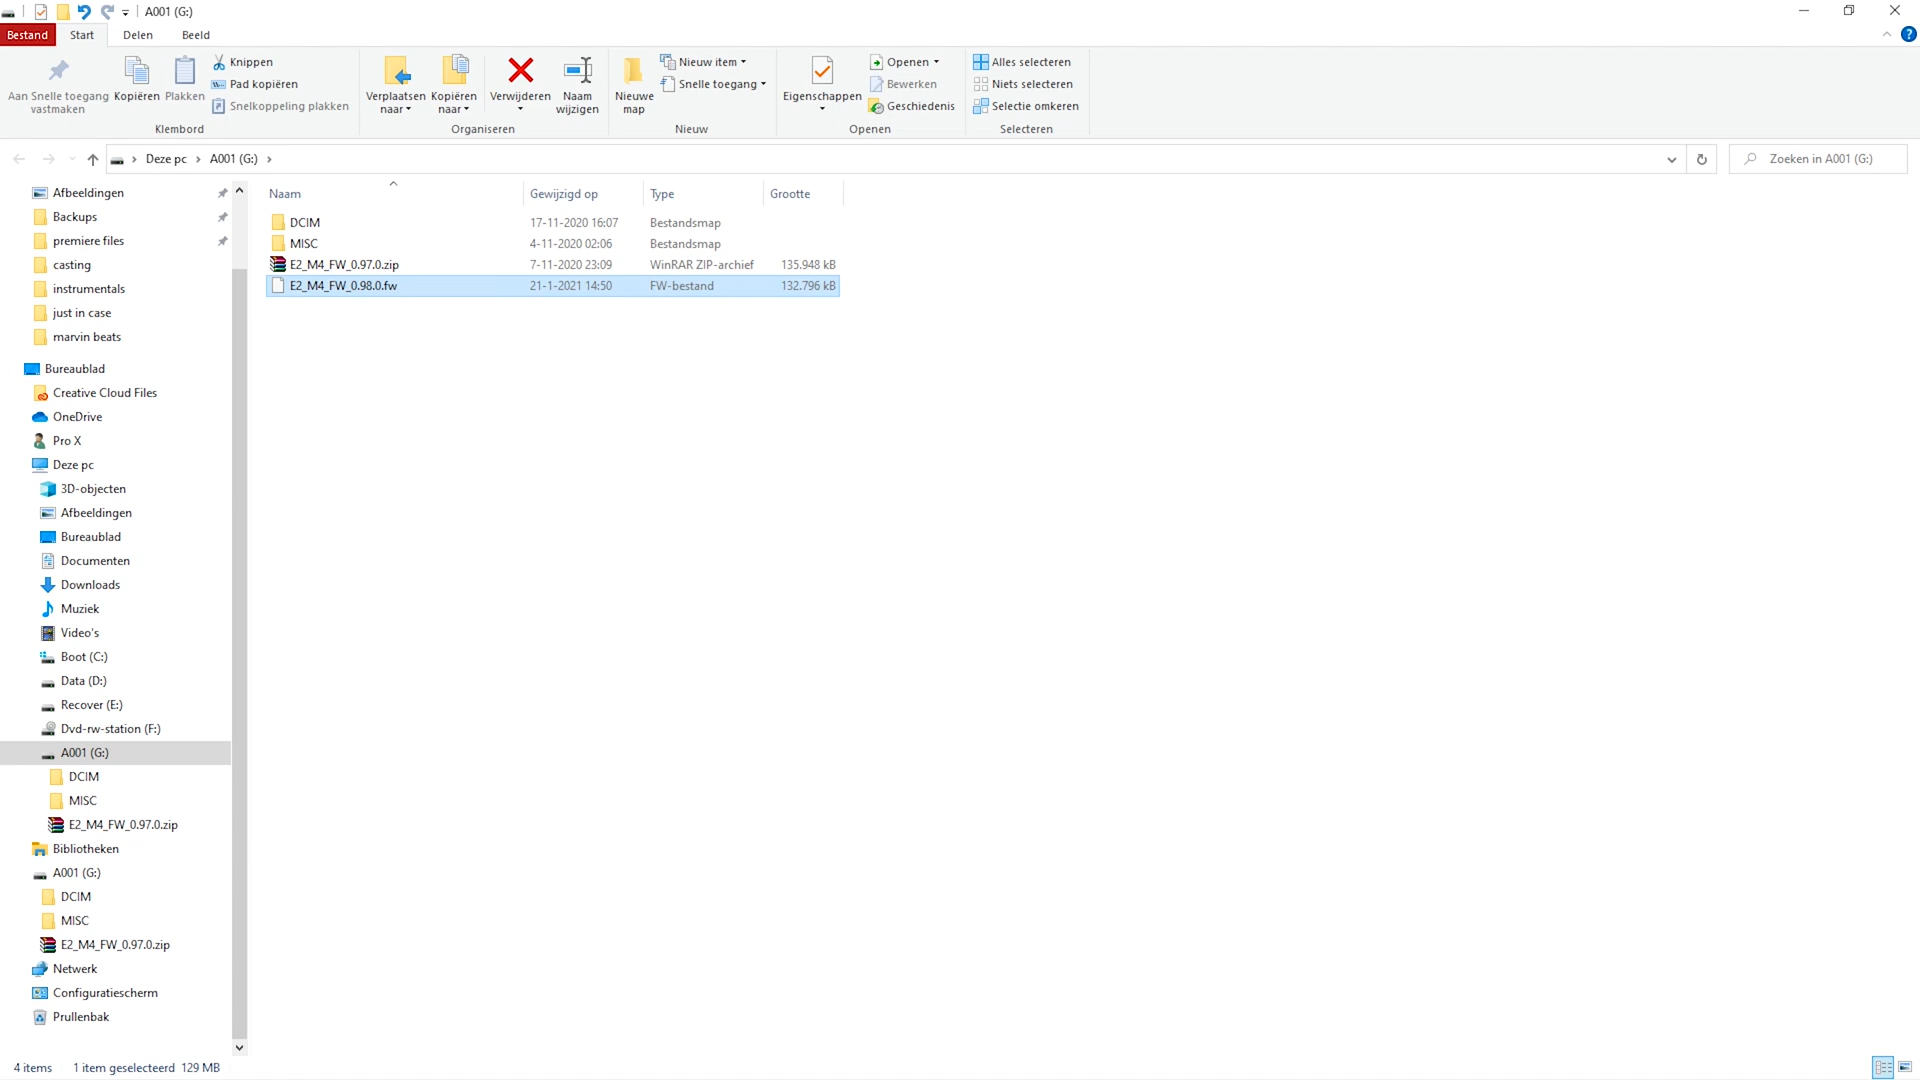 A001 (G:)
Bestand Start Delen Beeld
Aan Snelle toegang
vastmaken
Kopiëren
Plakken
Knippen
Pad kopiëren
Snelkoppeling plakken
Klembord
Verplaatsen
naar
Kopiëren
naar
Verwijderen
Naam
wijzigen
Organiseren
Nieuwe
map
Nieuw item
Snelle toegang
Nieuw
Eigenschappen
Openen
Bewerken
Geschiedenis
Openen
Alles selecteren
Niets selecteren
Selectie omkeren
Selecteren
Deze pc › A001 (G:) ›
Zoeken in A001 (G:)
Afbeeldingen
Backups
premiere files
casting
instrumentals
just in case
marvin beats
Bureaublad
Creative Cloud Files
OneDrive
Pro X
Deze pc
3D-objecten
Afbeeldingen
Bureaublad
Documenten
Downloads
Muziek
Video's
Boot (C:)
Data (D:)
Recover (E:)
Dvd-rw-station (F:)
A001 (G:)
DCIM
MISC
E2_M4_FW_0.97.0.zip
Bibliotheken
A001 (G:)
DCIM
MISC
E2_M4_FW_0.97.0.zip
Netwerk
Configuratiescherm
Prullenbak
Naam Gewijzigd op Type Grootte
DCIM 17-11-2020 16:07 Bestandsmap
MISC 4-11-2020 02:06 Bestandsmap
E2_M4_FW_0.97.0.zip 7-11-2020 23:09 WinRAR ZIP-archief 135.948 kB
E2_M4_FW_0.98.0.fw 21-1-2021 14:50 FW-bestand 132.796 kB
4 items 1 item geselecteerd 129 MB